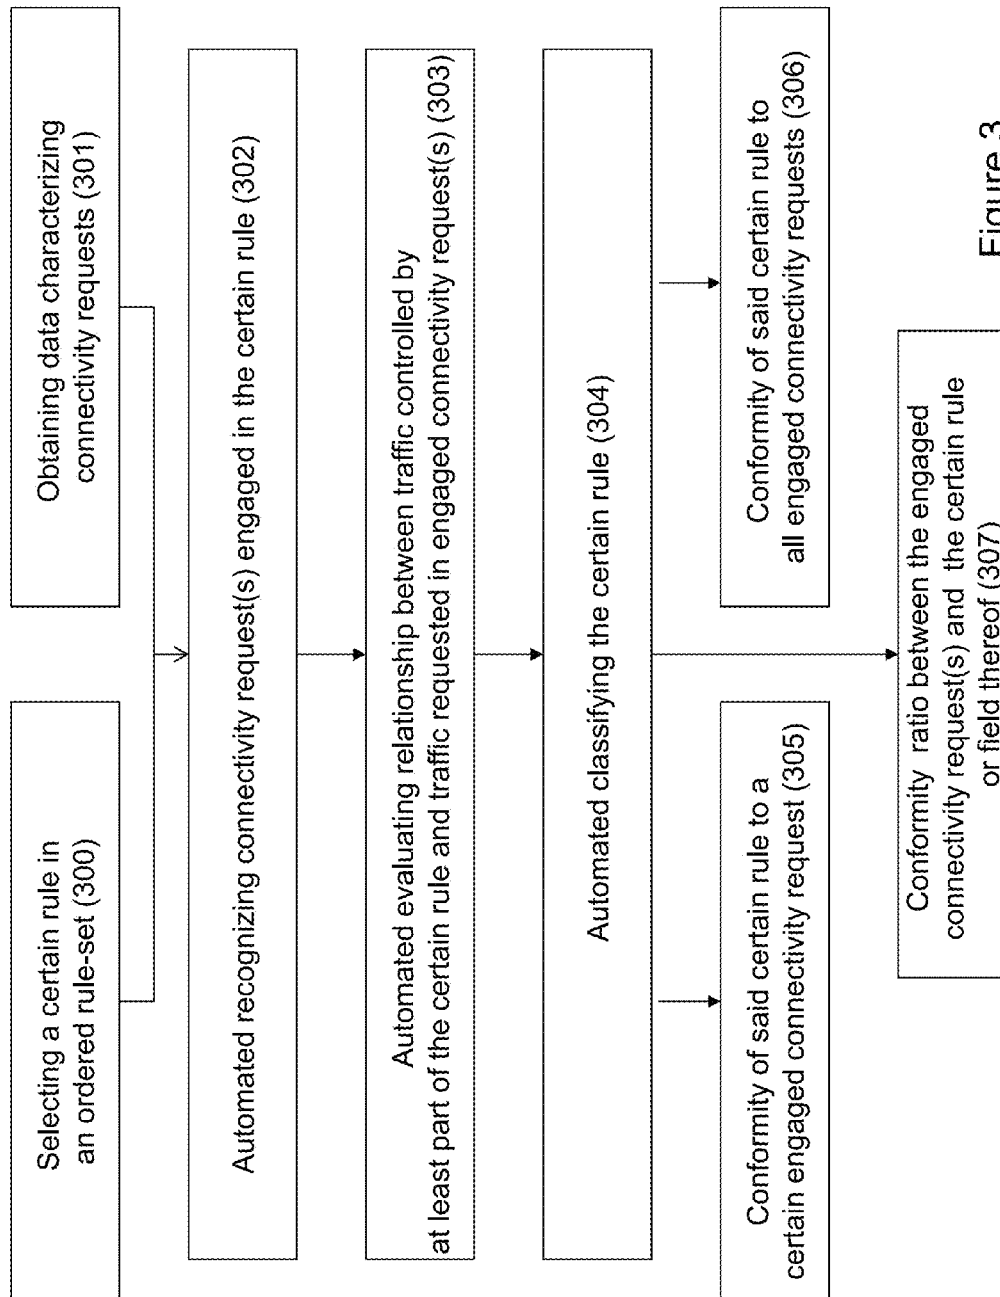 Selecting a certain rule in
an ordered rule-set (300)
Obtaining data characterizing
connectivity requests (301)
Automated recognizing connectivity request(s) engaged in the certain rule (302)
Automated evaluating relationship between traffic controlled by
at least part of the certain rule and traffic requested in engaged connectivity request(s) (303)
Automated classifying the certain rule (304)
Conformity of said certain rule to a
certain engaged connectivity request (305)
Conformity of said certain rule to
all engaged connectivity requests (306)
Conformity ratio between the engaged
connectivity request(s) and the certain rule
or field thereof (307)
Figure 3